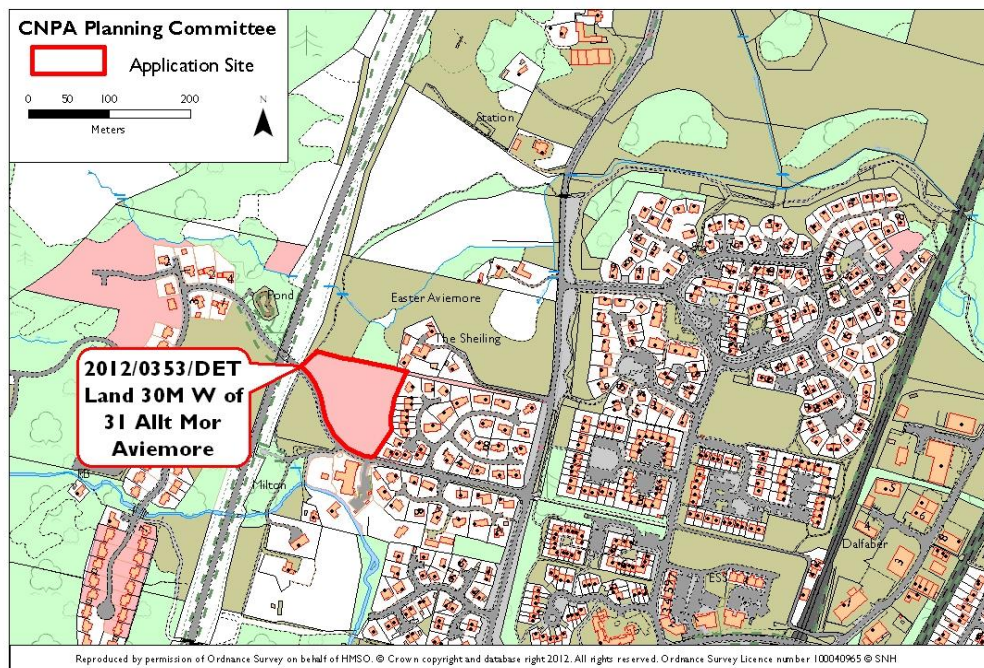 CNPA Planning Committee
Application Site
0 50 100 200
Meters
N
Station
Pond
Easter Aviemore
The Sheiling
2012/0353/DET
Land 30M W of
31 Allt Mor
Aviemore
Milton
Dalfaber
ESS
Reproduced by permission of Ordnance Survey on behalf of HMSO. © Crown copyright and database right 2012. All rights reserved. Ordnance Survey Licence number 100040965 © SNH